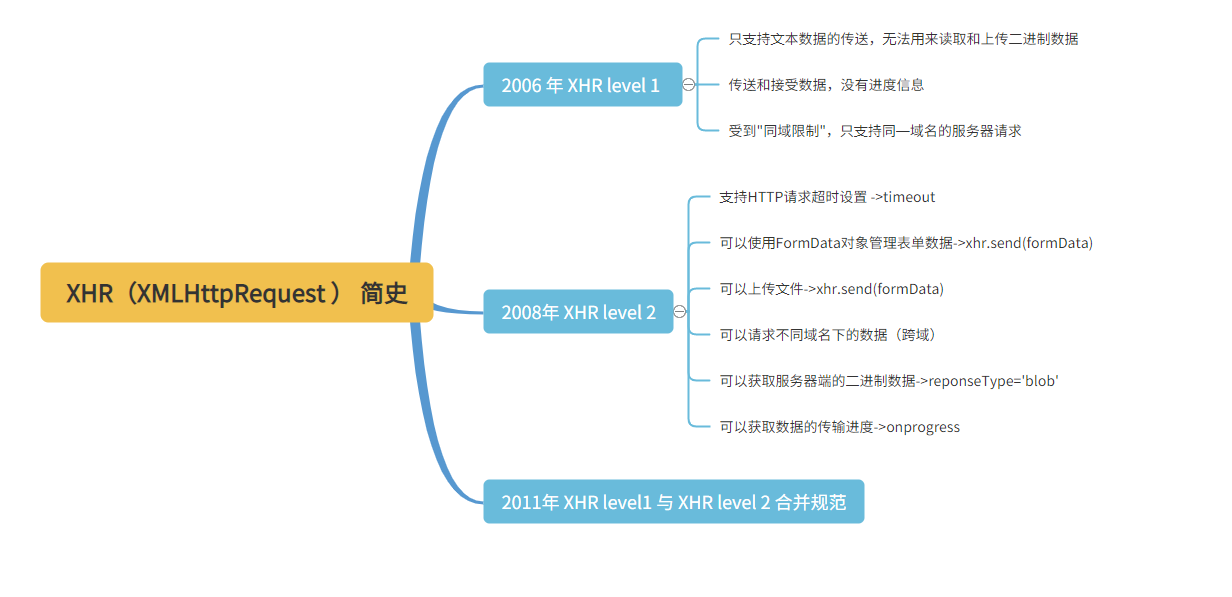 XHR（XMLHttpRequest ） 简史
2006 年 XHR level 1
只支持文本数据的传送，无法用来读取和上传二进制数据
传送和接受数据，没有进度信息
受到"同域限制"，只支持同—域名的服务器请求
2008年 XHR level 2
支持HTTP请求超时设置 ->timeout
可以使用FormData对象管理表单数据->xhr.send(formData)
可以上传文件->xhr.send(formData)
可以请求不同域名下的数据（跨域）
可以获取服务器端的二进制数据->reponseType='blob'
可以获取数据的传输进度->onprogress
2011年 XHR level1 与 XHR level 2 合并规范